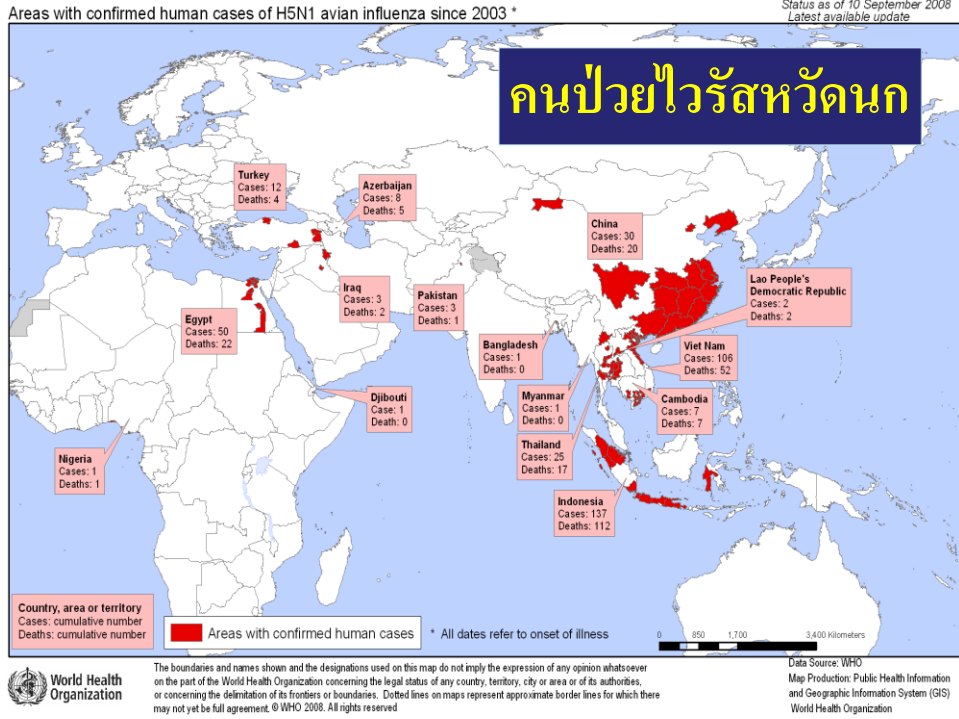 Areas with confirmed human cases of H5N1 avian influenza since 2003 *
Status as of 10 September 2008
Latest available update
คนป่วยไวรัสหวัดนก
Turkey
Cases: 12
Deaths: 4
Azerbaijan
Cases: 8
Deaths: 5
China
Cases: 30
Deaths: 20
Lao People's
Democratic Republic
Cases: 2
Deaths: 2
Iraq
Cases: 3
Deaths: 2
Pakistan
Cases: 3
Deaths: 1
Egypt
Cases: 50
Deaths: 22
Bangladesh
Cases: 1
Deaths: 0
Viet Nam
Cases: 106
Deaths: 52
Djibouti
Case: 1
Death: 0
Myanmar
Cases: 1
Deaths: 0
Cambodia
Cases: 7
Deaths: 7
Thailand
Cases: 25
Deaths: 17
Nigeria
Cases: 1
Deaths: 1
Indonesia
Cases: 137
Deaths: 112
Country, area or territory
Cases: cumulative number
Deaths: cumulative number
Areas with confirmed human cases
* All dates refer to onset of illness
0 850 1,700 3,400 Kilometers
World Health
Organization
The boundaries and names shown and the designations used on this map do not imply the expression of any opinion whatsoever
on the part of the World Health Organization concerning the legal status of any country, territory, city or area or of its authorities,
or concerning the delimitation of its frontiers or boundaries. Dotted lines on maps represent approximate border lines for which there
may not yet be full agreement. © WHO 2008. All rights reserved
Data Source: WHO
Map Production: Public Health Information
and Geographic Information System (GIS)
World Health Organization